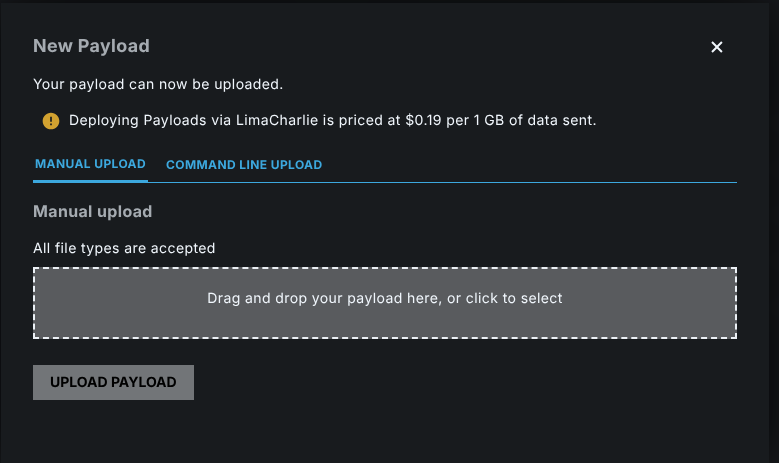 New Payload
Your payload can now be uploaded.
Deploying Payloads via LimaCharlie is priced at $0.19 per 1 GB of data sent.
MANUAL UPLOAD COMMAND LINE UPLOAD
Manual upload
All file types are accepted
Drag and drop your payload here, or click to select
UPLOAD PAYLOAD